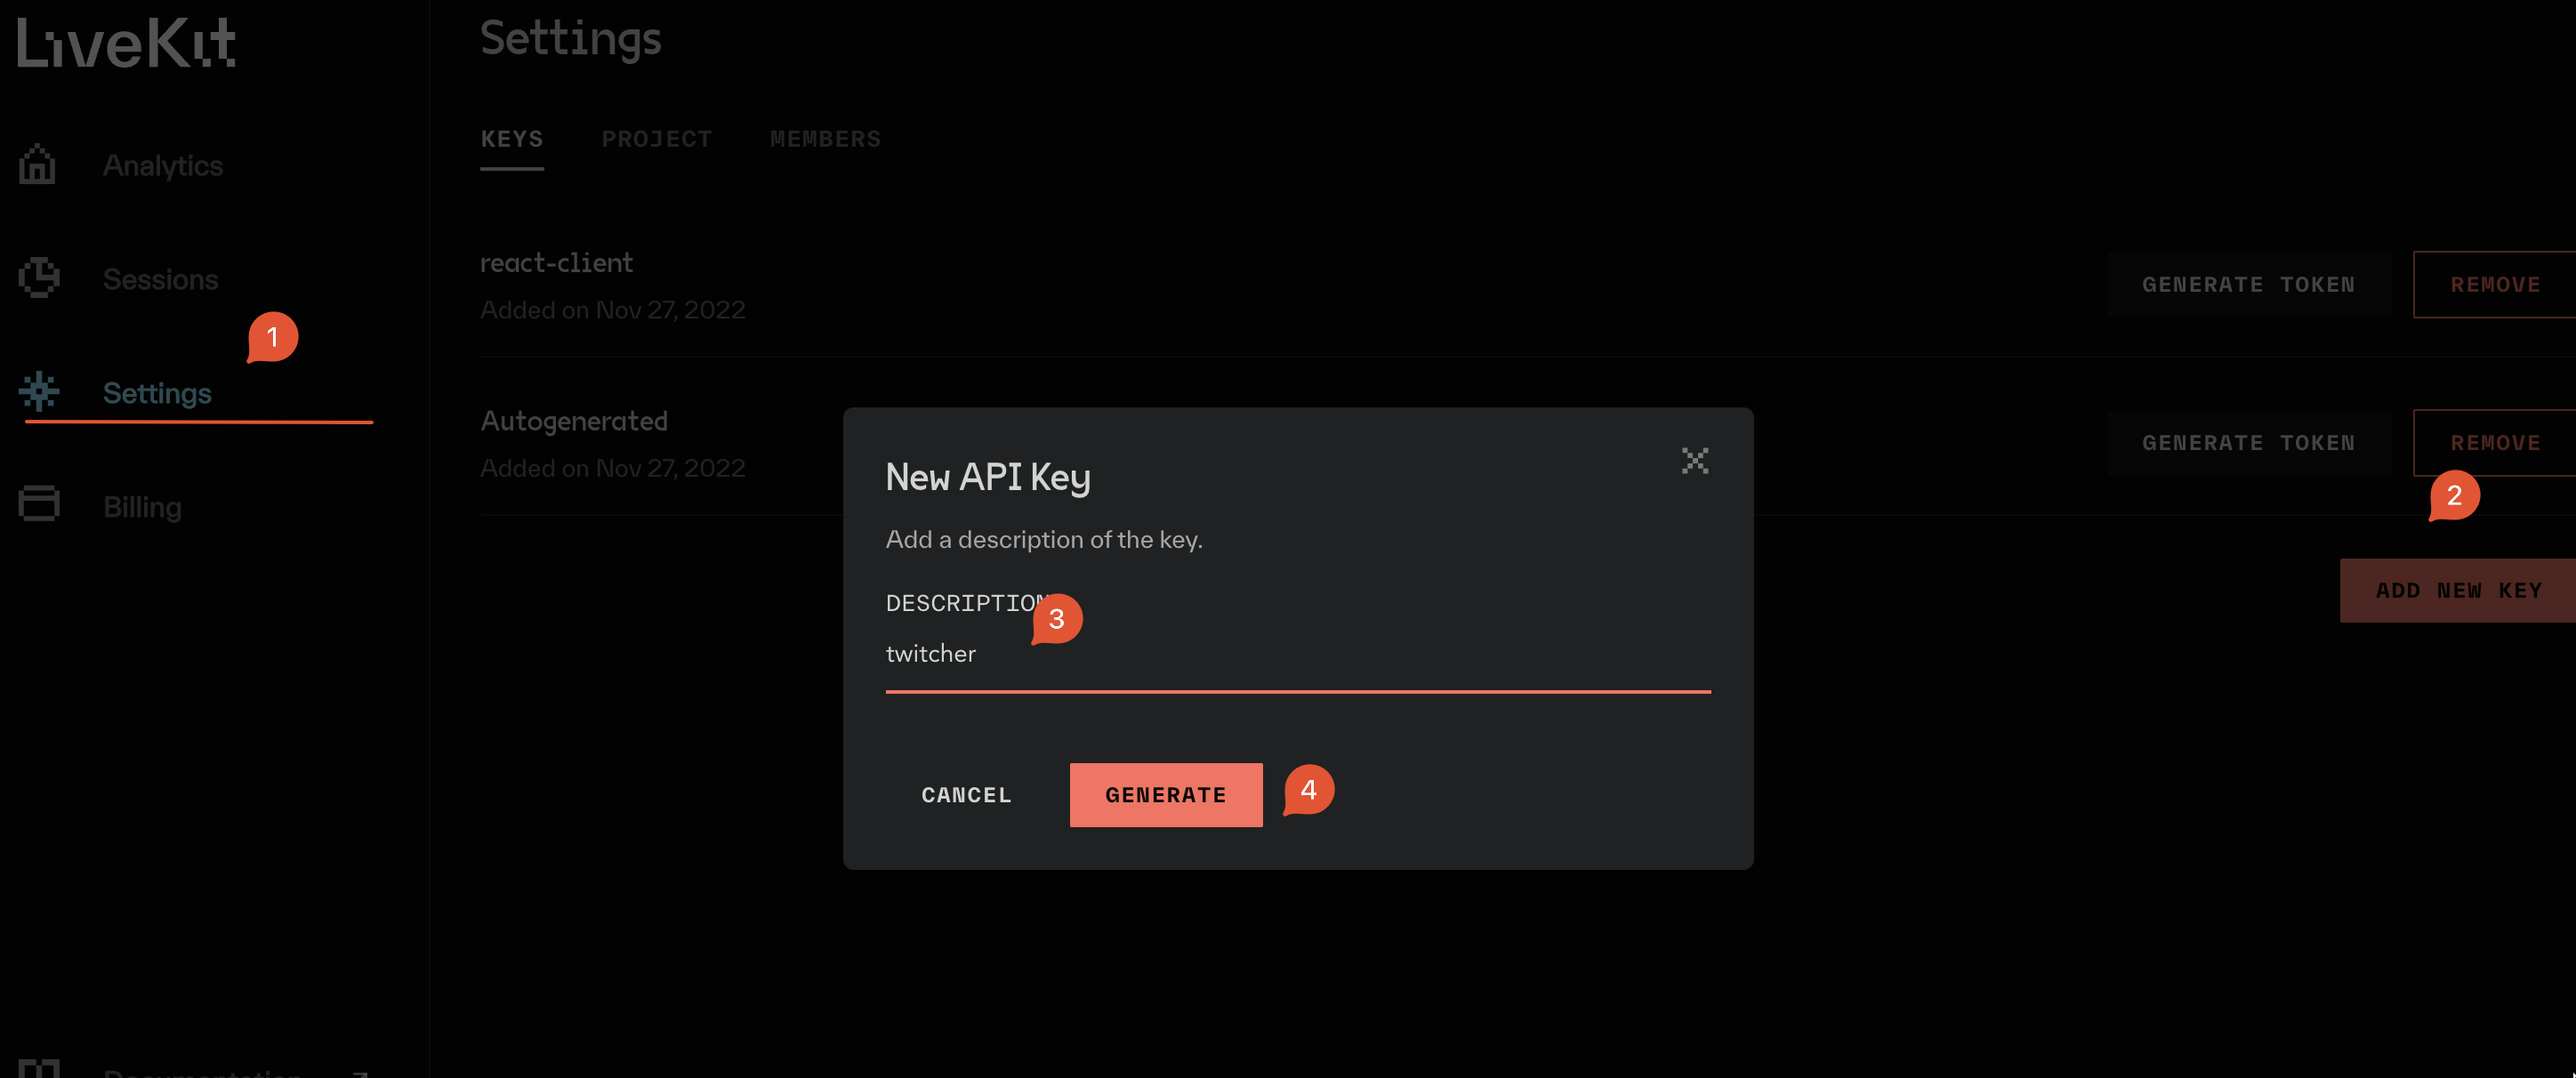 LiveKit
Analytics
Sessions
1
Settings
Billing
Documentation
Settings
KEYS PROJECT MEMBERS
react-client
Added on Nov 27, 2022
GENERATE TOKEN REMOVE
Autogenerated
Added on Nov 27, 2022
GENERATE TOKEN REMOVE
2
ADD NEW KEY
New API Key
Add a description of the key.
DESCRIPTION
3
twitcher
CANCEL GENERATE 4